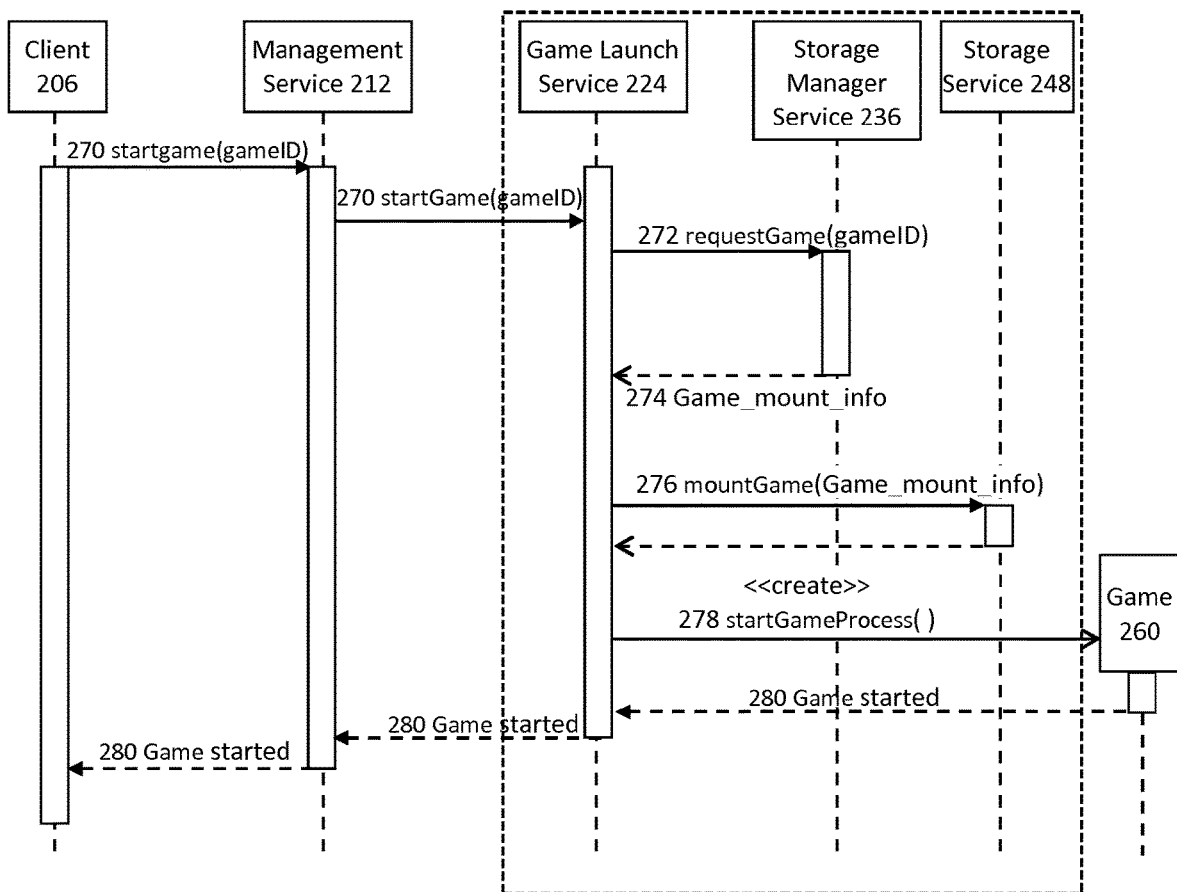 Client
206
Management
Service 212
Game Launch
Service 224
Storage
Manager
Service 236
Storage
Service 248
270 startgame(gameID)
270 startGame(gameID)
272 requestGame(gameID)
274 Game_mount_info
276 mountGame(Game_mount_info)
<<create>>
278 startGameProcess( )
Game
260
280 Game started
280 Game started
280 Game started